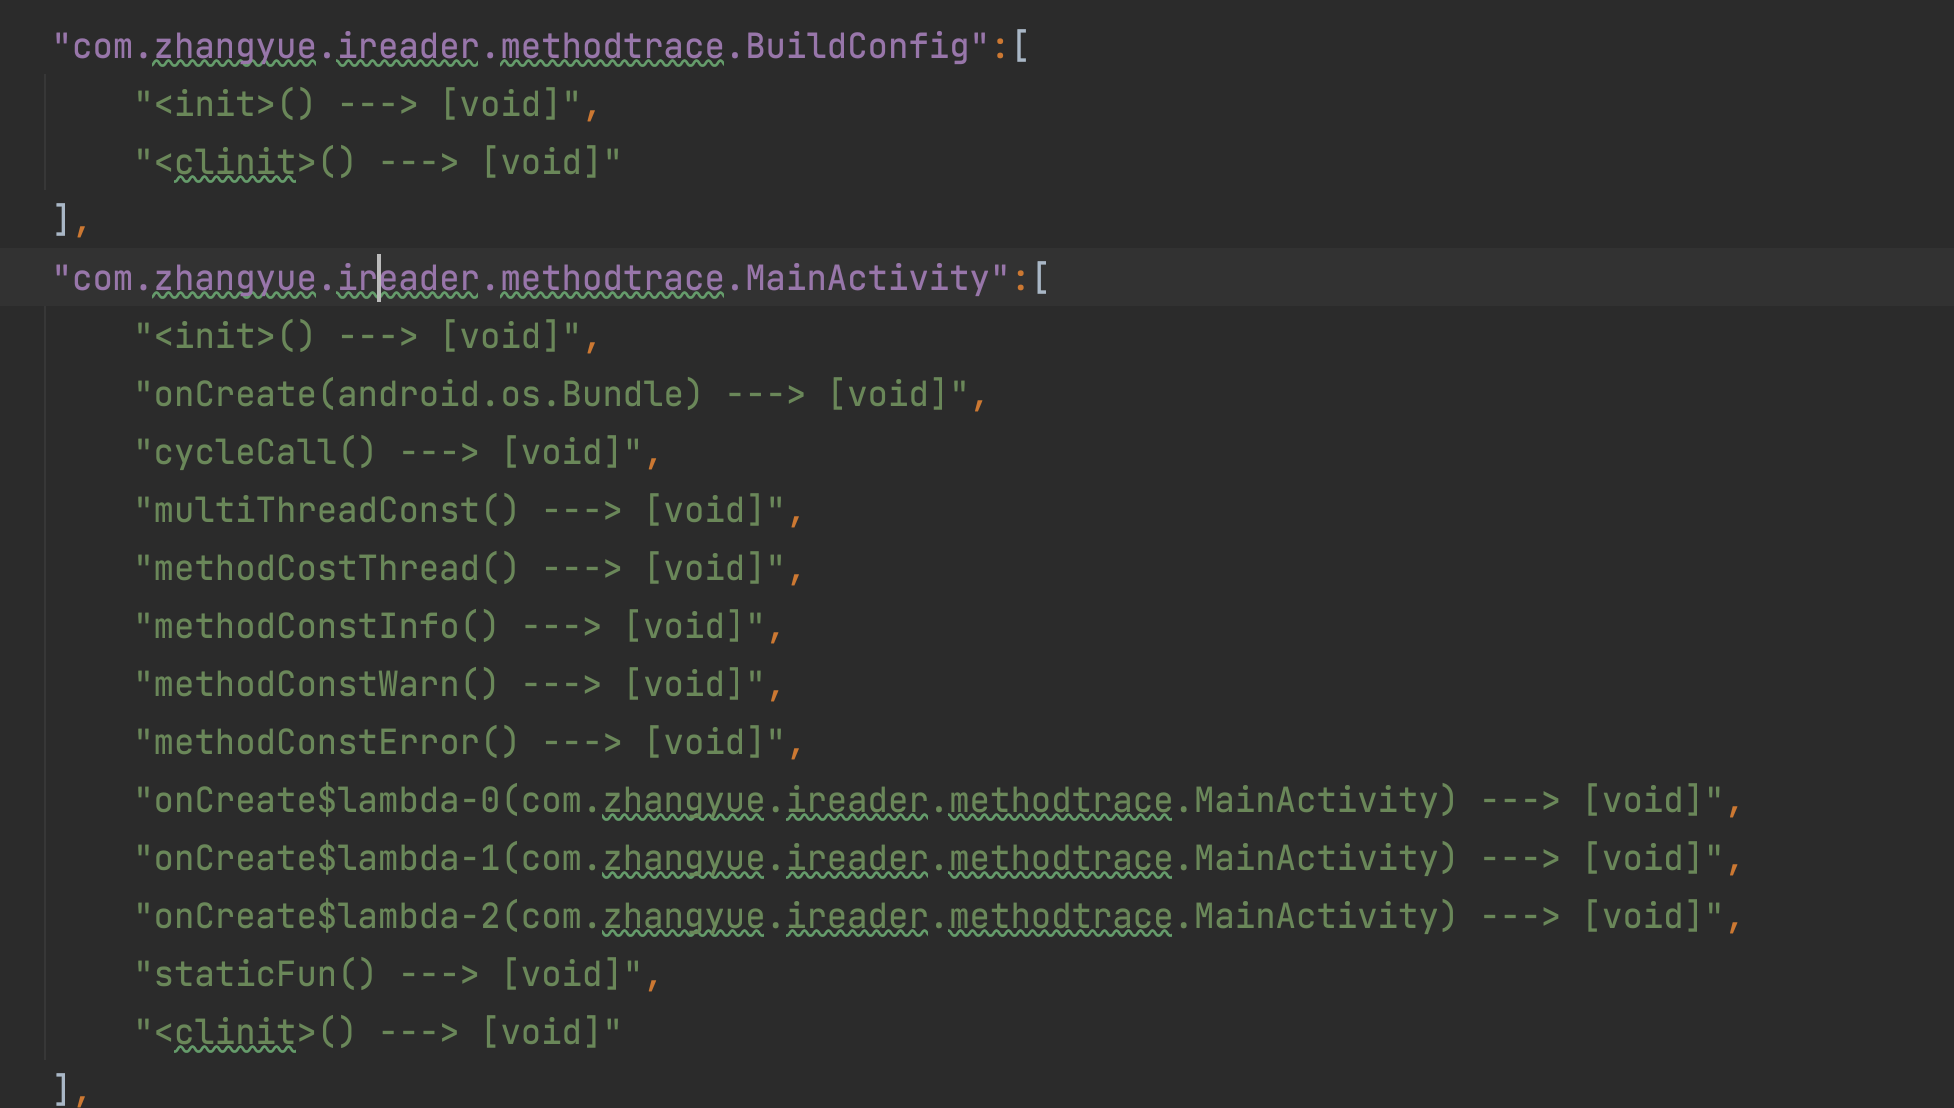 "com.zhangyue.ireader.methodtrace.BuildConfig":[
"<init>() ---> [void]",
"<clinit>() ---> [void]"
],
"com.zhangyue.ireader.methodtrace.MainActivity":[
"<init>() ---> [void]",
"onCreate(android.os.Bundle) ---> [void]",
"cycleCall() ---> [void]",
"multiThreadConst() ---> [void]",
"methodCostThread() ---> [void]",
"methodConstInfo() ---> [void]",
"methodConstWarn() ---> [void]",
"methodConstError() ---> [void]",
"onCreate$lambda-0(com.zhangyue.ireader.methodtrace.MainActivity) ---> [void]",
"onCreate$lambda-1(com.zhangyue.ireader.methodtrace.MainActivity) ---> [void]",
"onCreate$lambda-2(com.zhangyue.ireader.methodtrace.MainActivity) ---> [void]",
"staticFun() ---> [void]",
"<clinit>() ---> [void]"
],